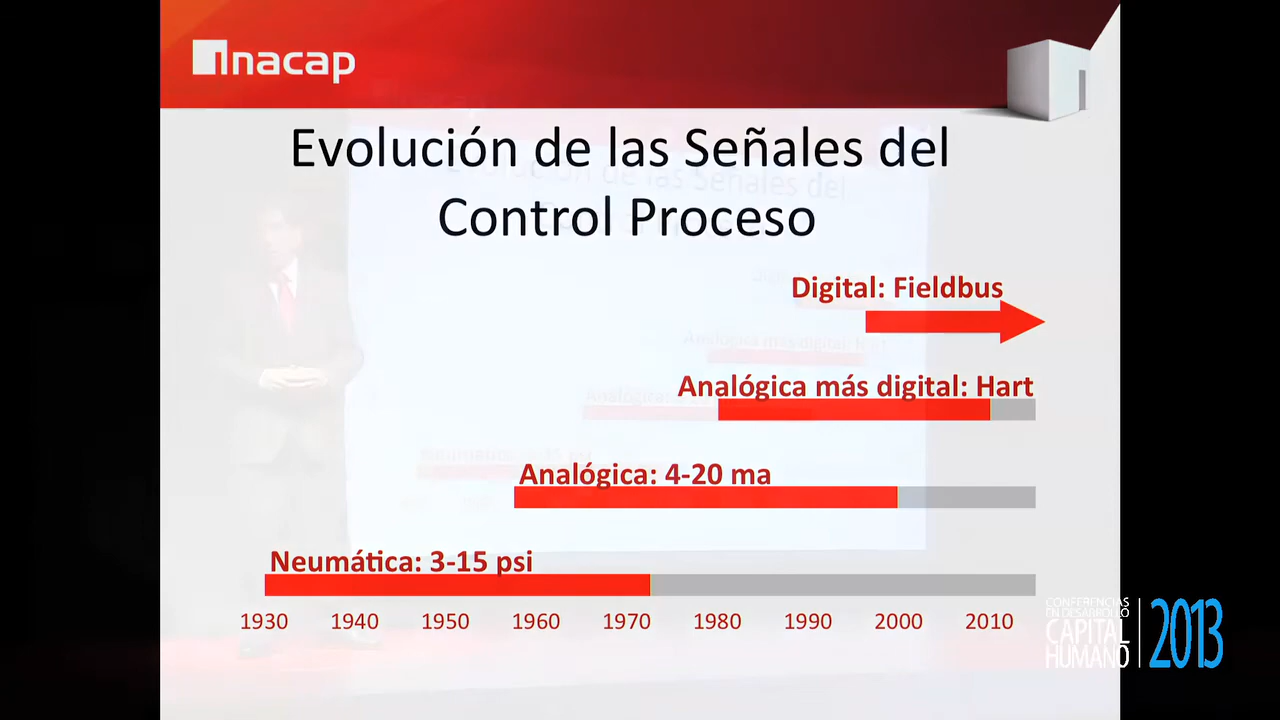 inacap
Evolución de las Señales del
Control Proceso
Digital: Fieldbus
Analógica más digital: Hart
Analógica: 4-20 ma
Neumática: 3-15 psi
1930 1940 1950 1960 1970 1980 1990 2000 2010
CONFERENCIAS
EN DESARROLLO
CAPITAL
HUMANO
2013